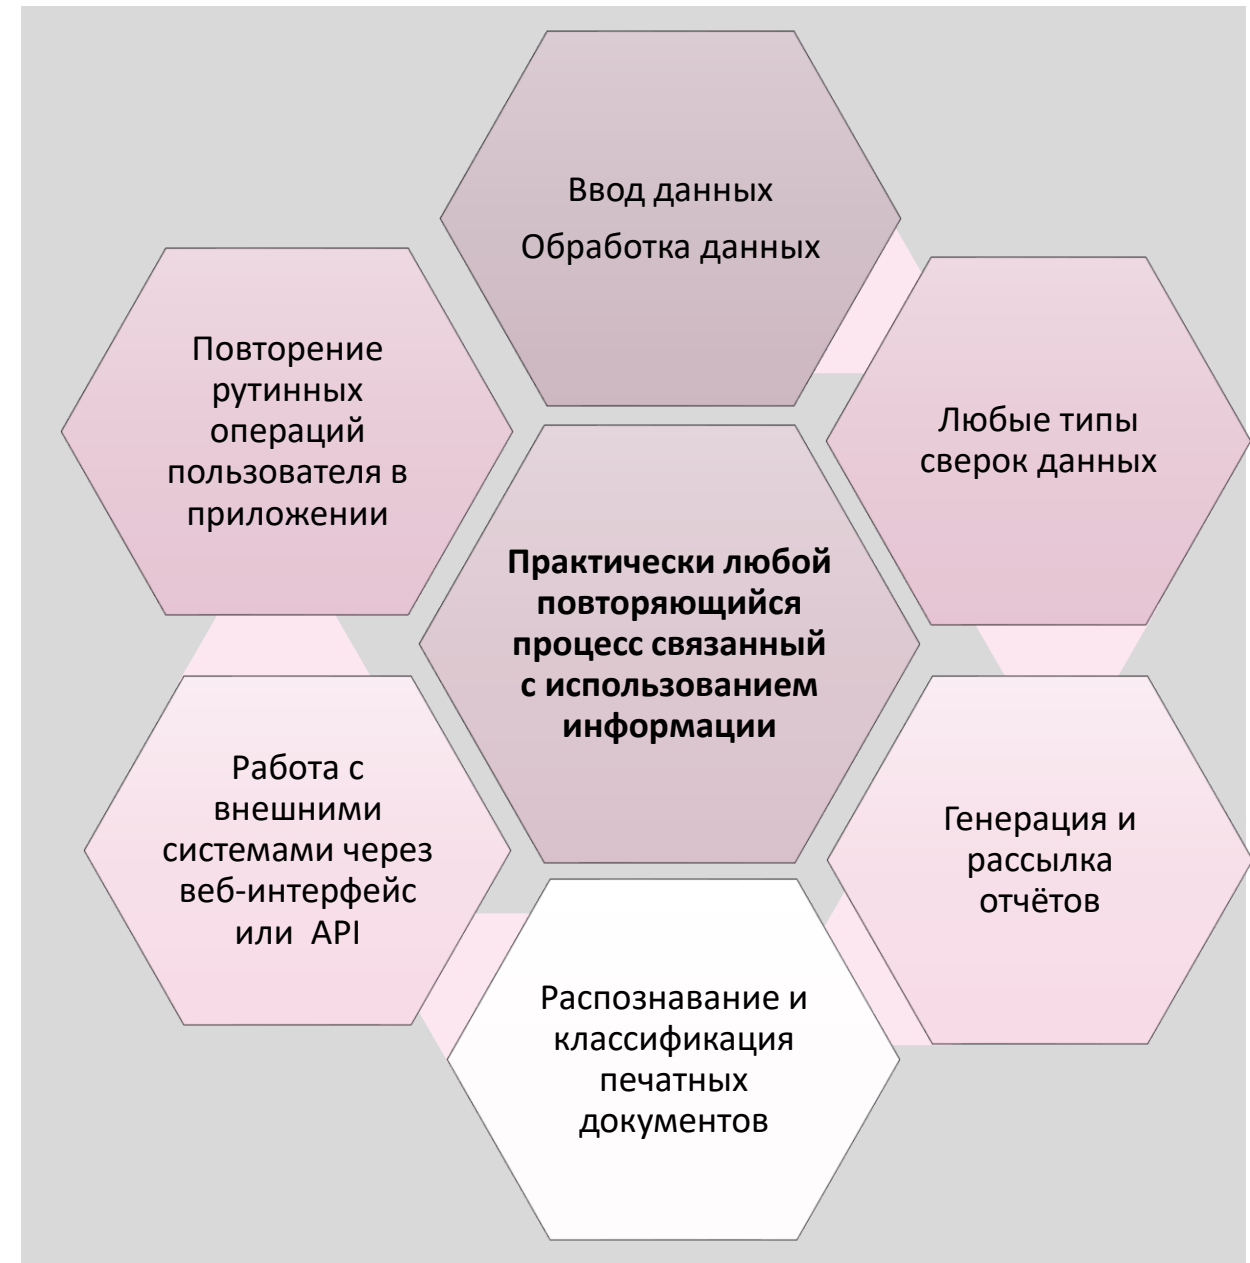 Ввод данных
Обработка данных
Повторение
рутинных
операций
пользователя в
приложении
Любые типы
сверок данных
Практически любой
повторяющийся
процесс связанный
с использованием
информации
Работа с
внешними
системами через
веб-интерфейс
или  API
Генерация и
рассылка
отчётов
Распознавание и
классификация
печатных
документов